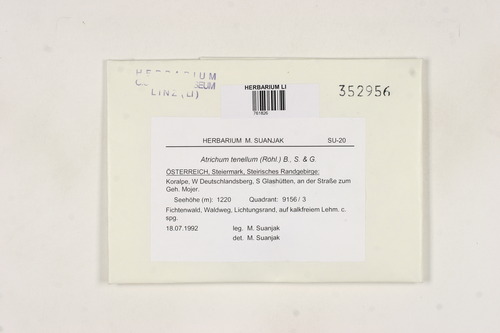 HERBARIUM
LINZ (LI)
HERBARIUM LI
352956
HERBARIUM M. SUANJAK SU-20
Atrichum tenellum (Röhl.) B., S. & G.
ÖSTERREICH, Steiermark, Steirisches Randgebirge:
Koralpe, W Deutschlandsberg, S Glashütten, an der Straße zum
Geh. Mojer.
Seehöhe (m): 1220 Quadrant: 9156 / 3
Fichtenwald, Waldweg, Lichtungsrand, auf kalkfreiem Lehm. c.
spg.
18.07.1992 leg. M. Suanjak
det. M. Suanjak